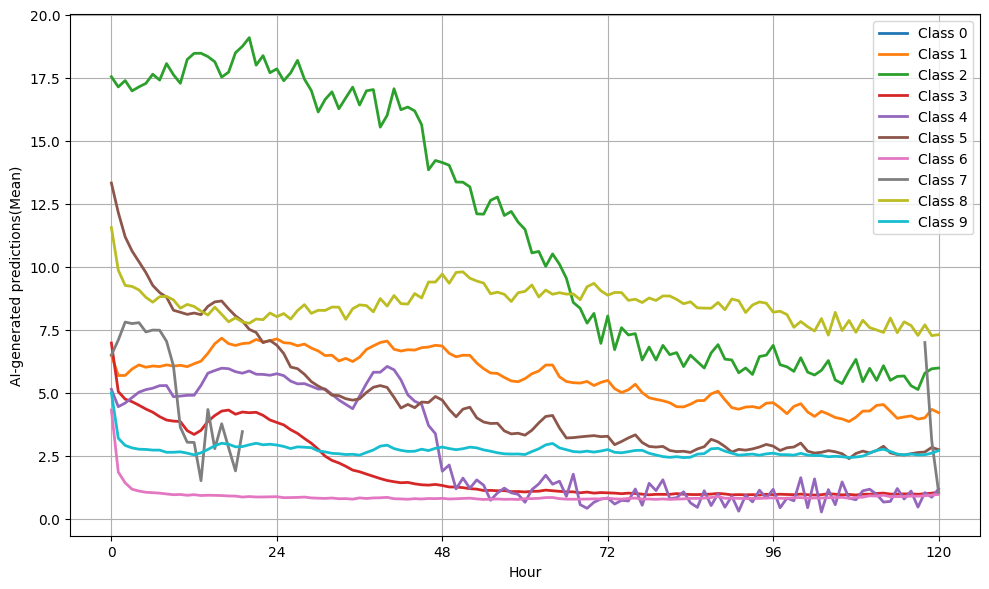 20.0
17.5
15.0
12.5
10.0
7.5
5.0
2.5
0.0
AI-generated predictions(Mean)
0 24 48 72 96 120
Hour
Class 0
Class 1
Class 2
Class 3
Class 4
Class 5
Class 6
Class 7
Class 8
Class 9